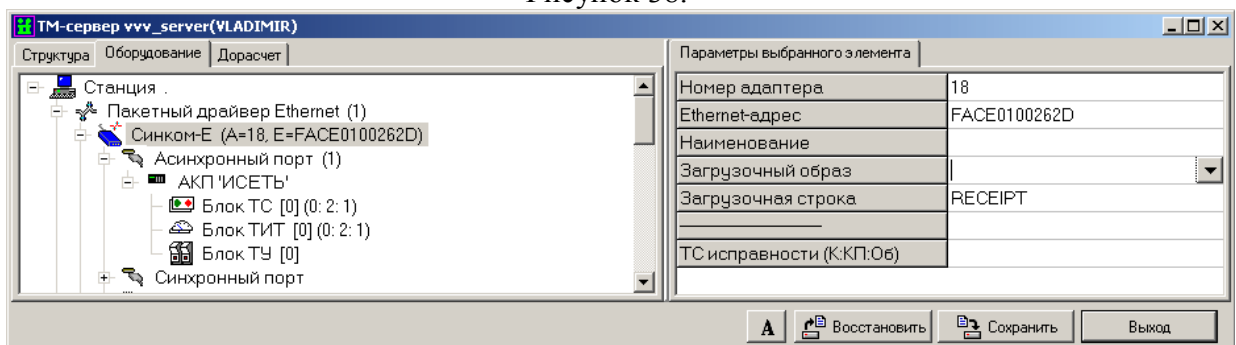 Рисунок 38.
ТМ-сервер vvv_server(VLADIMIR)
Структура Оборудование Дорасчет
Станция .
Пакетный драйвер Ethernet (1)
Синком-Е (A=18, E=FACE0100262D)
Асинхронный порт (1)
АКП 'ИСЕТЬ'
Блок ТС [0] (0: 2: 1)
Блок ТИТ [0] (0: 2: 1)
Блок ТУ [0]
Синхронный порт
Параметры выбранного элемента
Номер адаптера 18
Ethernet-адрес FACE0100262D
Наименование
Загрузочный образ
Загрузочная строка RECEIPT
ТС исправности (К:КП:Об)
A Восстановить Сохранить Выход